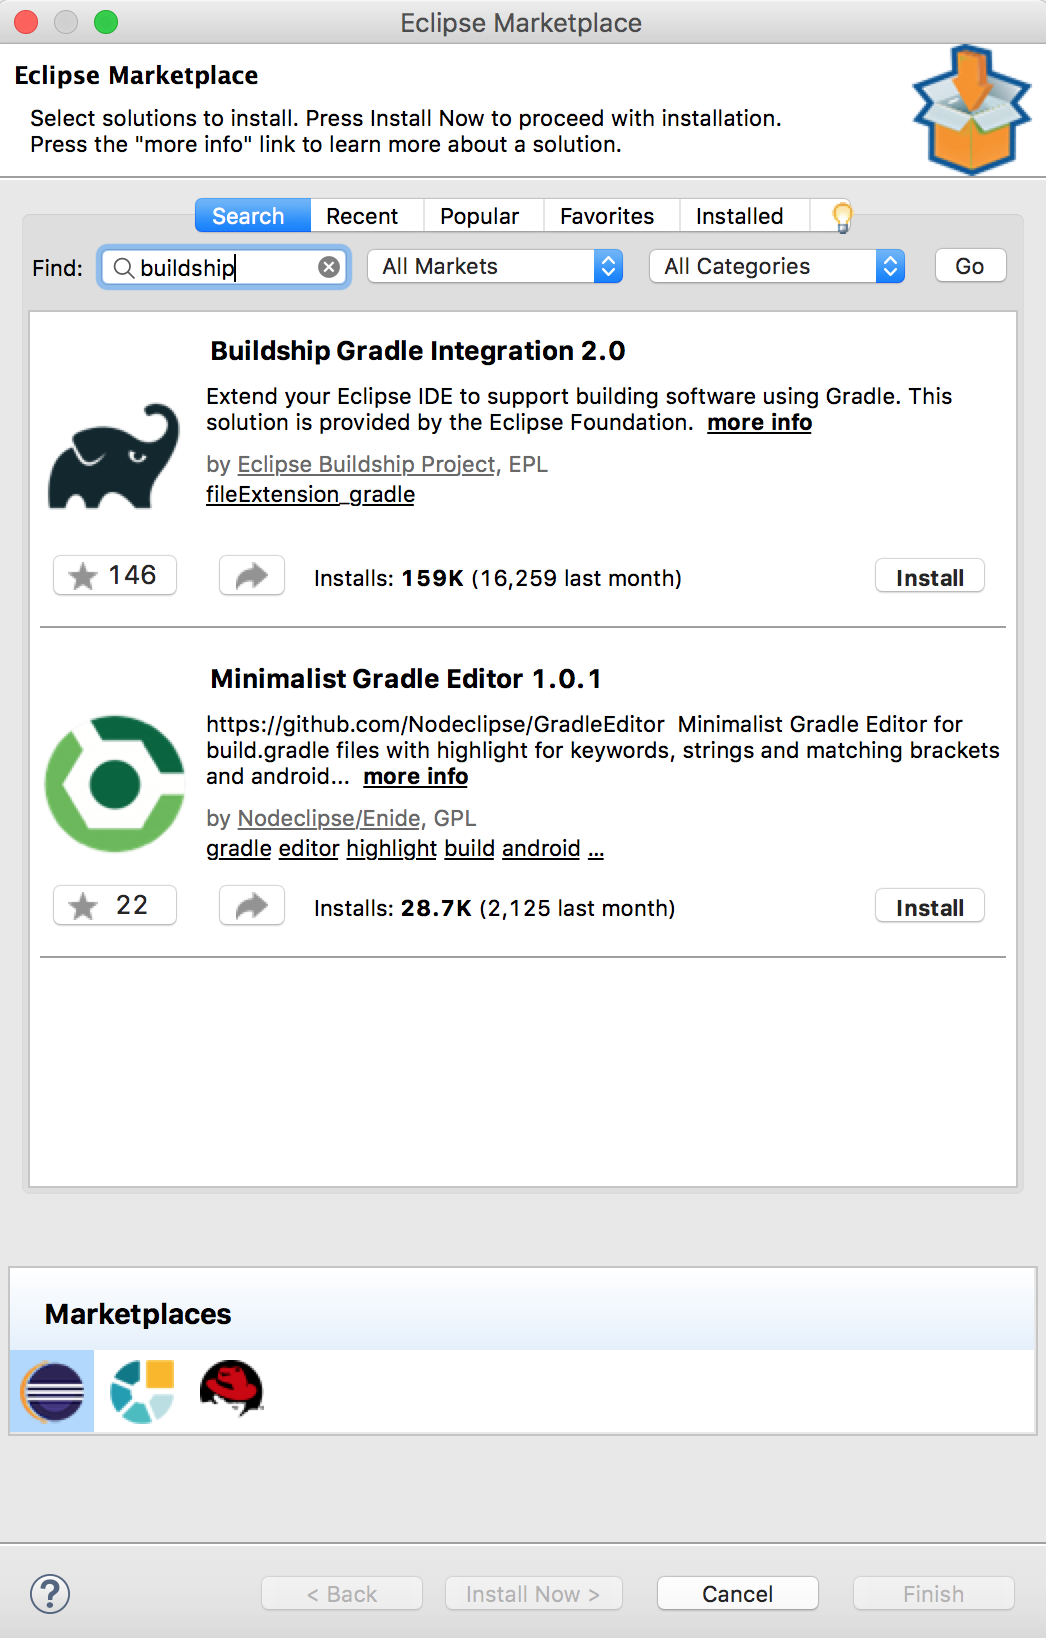 Eclipse Marketplace
Eclipse Marketplace
Select solutions to install. Press Install Now to proceed with installation.
Press the "more info" link to learn more about a solution.
Search Recent Popular Favorites Installed
Find: buildship All Markets All Categories Go
Buildship Gradle Integration 2.0
Extend your Eclipse IDE to support building software using Gradle. This
solution is provided by the Eclipse Foundation. more info
by Eclipse Buildship Project, EPL
fileExtension_gradle
146 Installs: 159K (16,259 last month) Install
Minimalist Gradle Editor 1.0.1
https://github.com/Nodeclipse/GradleEditor Minimalist Gradle Editor for
build.gradle files with highlight for keywords, strings and matching brackets
and android... more info
by Nodeclipse/Enide, GPL
gradle editor highlight build android ...
22 Installs: 28.7K (2,125 last month) Install
Marketplaces
? < Back Install Now > Cancel Finish